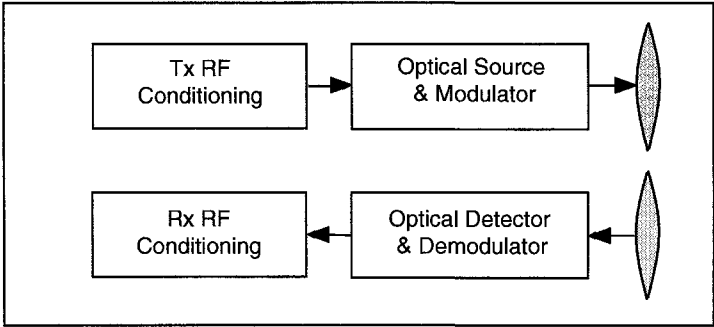 Tx RF
Conditioning
Optical Source
& Modulator
Rx RF
Conditioning
Optical Detector
& Demodulator